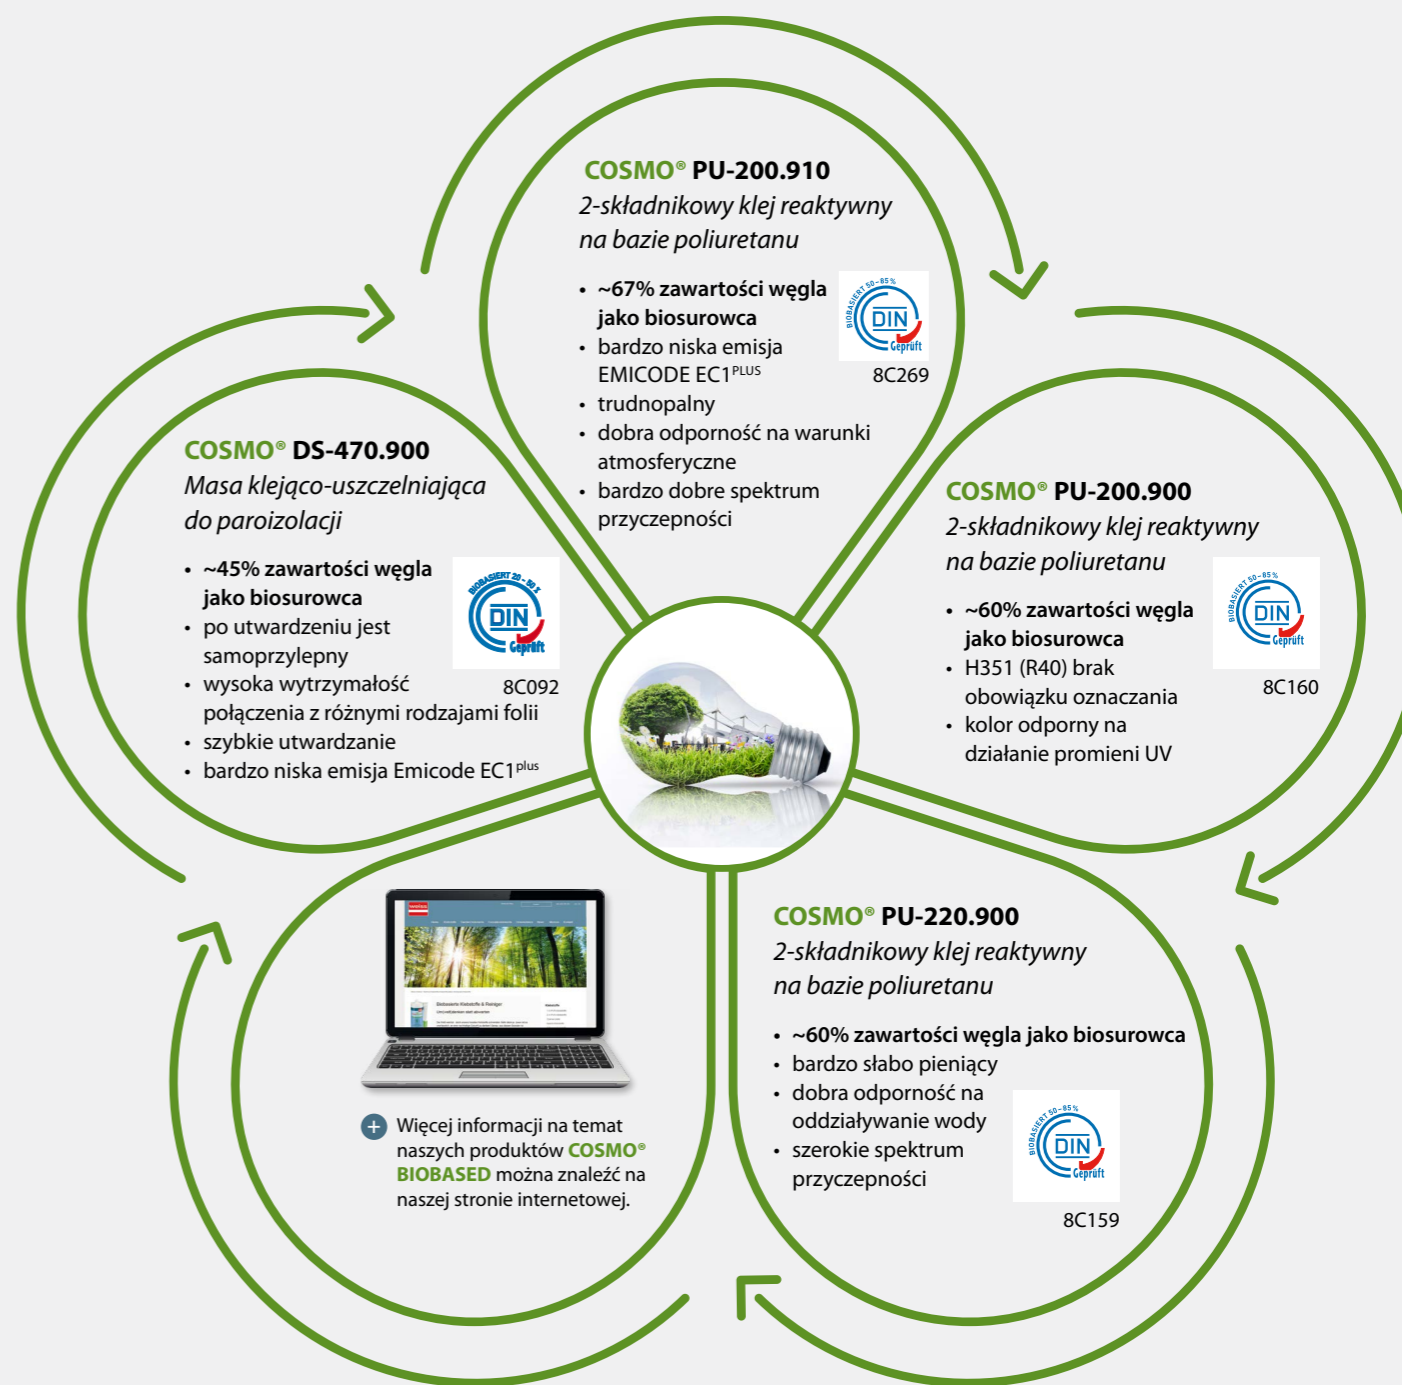 COSMO® PU-200.910
2-składnikowy klej reaktywny
na bazie poliuretanu
• ~67% zawartości węgla
jako biosurowca
• bardzo niska emisja
EMICODE EC1PLUS
• trudnopalny
• dobra odporność na warunki
atmosferyczne
• bardzo dobre spektrum
przyczepności
BIOBASIERT 50-85%
DIN
Geprüft
8C269
COSMO® PU-200.900
2-składnikowy klej reaktywny
na bazie poliuretanu
• ~60% zawartości węgla
jako biosurowca
• H351 (R40) brak
obowiązku oznaczania
• kolor odporny na
działanie promieni UV
BIOBASIERT 50-85%
DIN
Geprüft
8C160
COSMO® PU-220.900
2-składnikowy klej reaktywny
na bazie poliuretanu
• ~60% zawartości węgla jako biosurowca
• bardzo słabo pieniący
• dobra odporność na
oddziaływanie wody
• szerokie spektrum
przyczepności
BIOBASIERT 50-85%
DIN
Geprüft
8C159
Biobasierte Klebstoffe & Reiniger
+ Więcej informacji na temat
naszych produktów COSMO®
BIOBASED można znaleźć na
naszej stronie internetowej.
COSMO® DS-470.900
Masa klejąco-uszczelniająca
do paroizolacji
• ~45% zawartości węgla
jako biosurowca
• po utwardzeniu jest
samoprzylepny
• wysoka wytrzymałość
połączenia z różnymi rodzajami folii
• szybkie utwardzanie
• bardzo niska emisja Emicode EC1plus
BIOBASIERT 20-50%
DIN
Geprüft
8C092